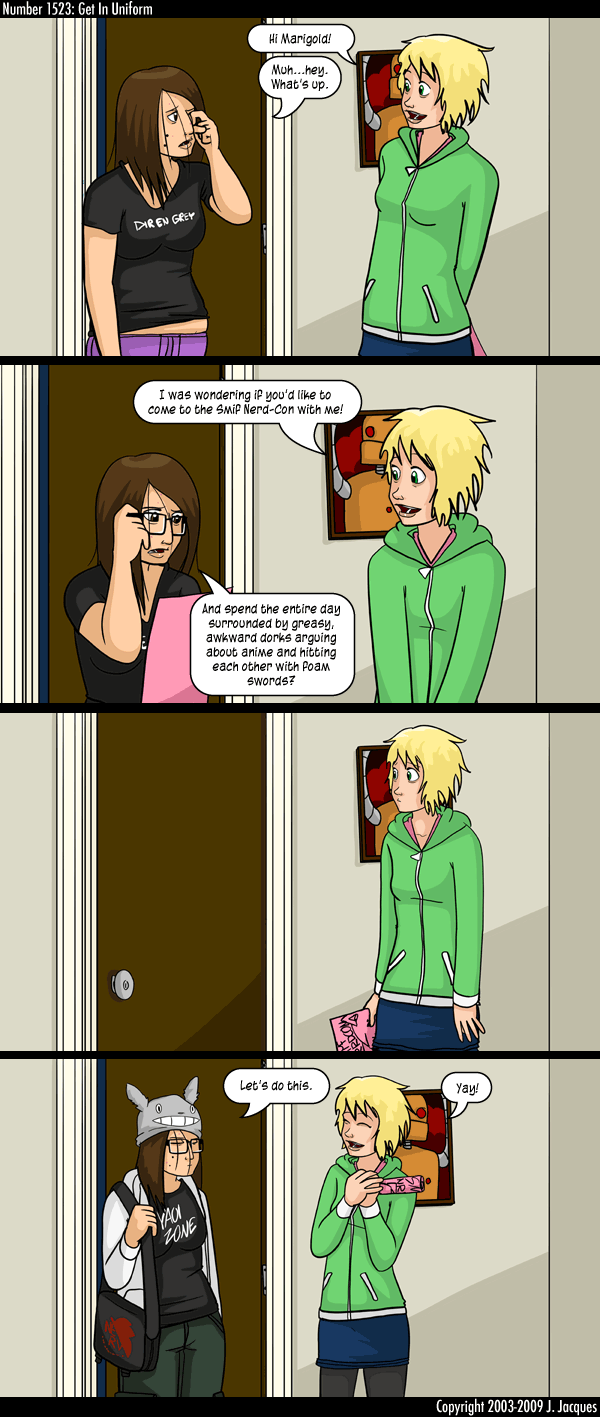 Number 1523: Get In Uniform
Hi Marigold!
Muh...hey.
What's up.
DIR EN GREY
I was wondering if you'd like to
come to the Smif Nerd-Con with me!
And spend the entire day
surrounded by greasy,
awkward dorks arguing
about anime and hitting
each other with foam
swords?
Let's do this.
Yay!
YAOI
ZONE
Copyright 2003-2009 J. Jacques